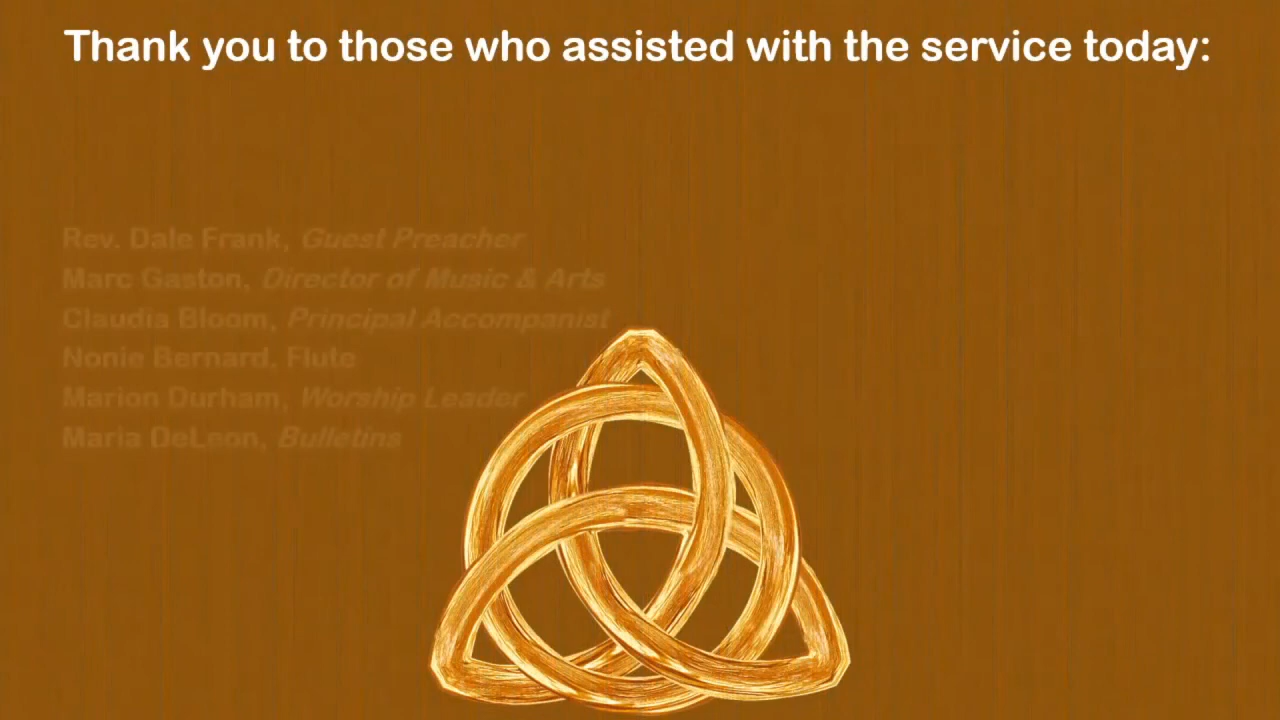 Thank you to those who assisted with the service today:
Rev. Dale Frank, Guest Preacher
Marc Gaston, Director of Music & Arts
Claudia Bloom, Principal Accompanist
Nonie Bernard. Flute
Marion Durham, Worship Leader
Maria DeLeon, Bulletins